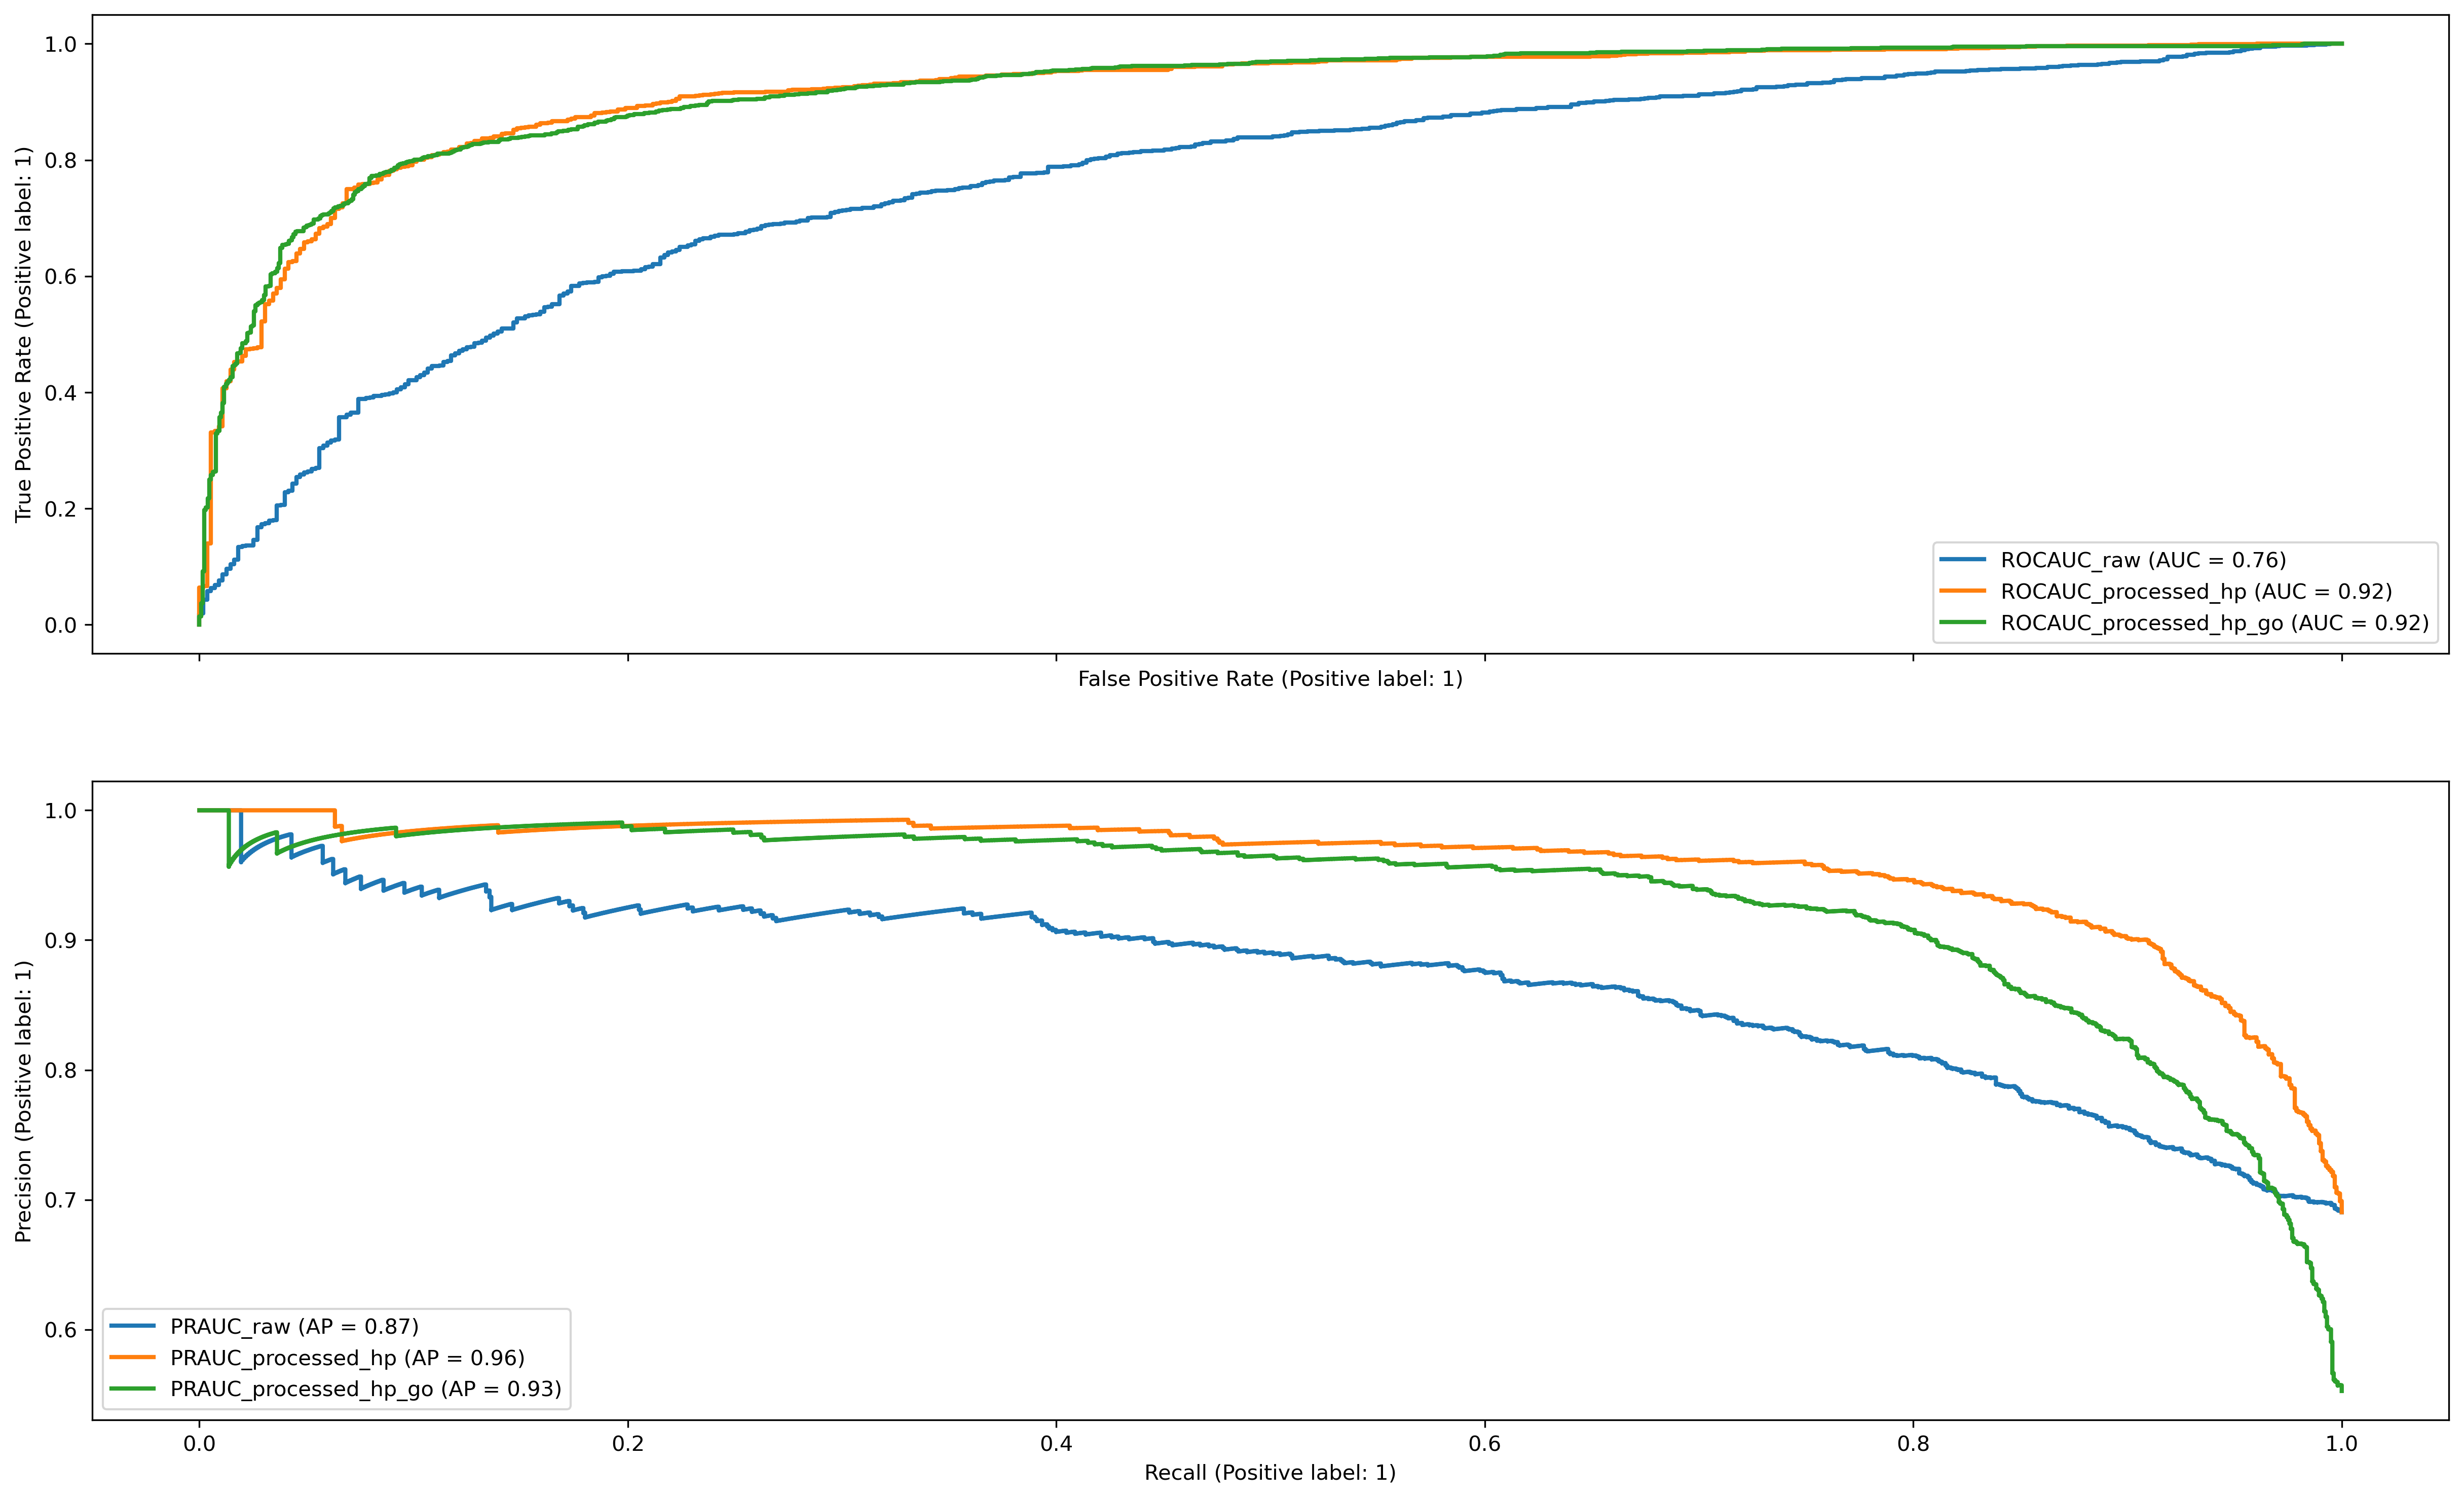 True Positive Rate (Positive label: 1)
1.0
0.8
0.6
0.4
0.2
0.0
ROCAUC_raw (AUC = 0.76)
ROCAUC_processed_hp (AUC = 0.92)
ROCAUC_processed_hp_go (AUC = 0.92)
False Positive Rate (Positive label: 1)
Precision (Positive label: 1)
1.0
0.9
0.8
0.7
0.6
PRAUC_raw (AP = 0.87)
PRAUC_processed_hp (AP = 0.96)
PRAUC_processed_hp_go (AP = 0.93)
0.0 0.2 0.4 0.6 0.8 1.0
Recall (Positive label: 1)